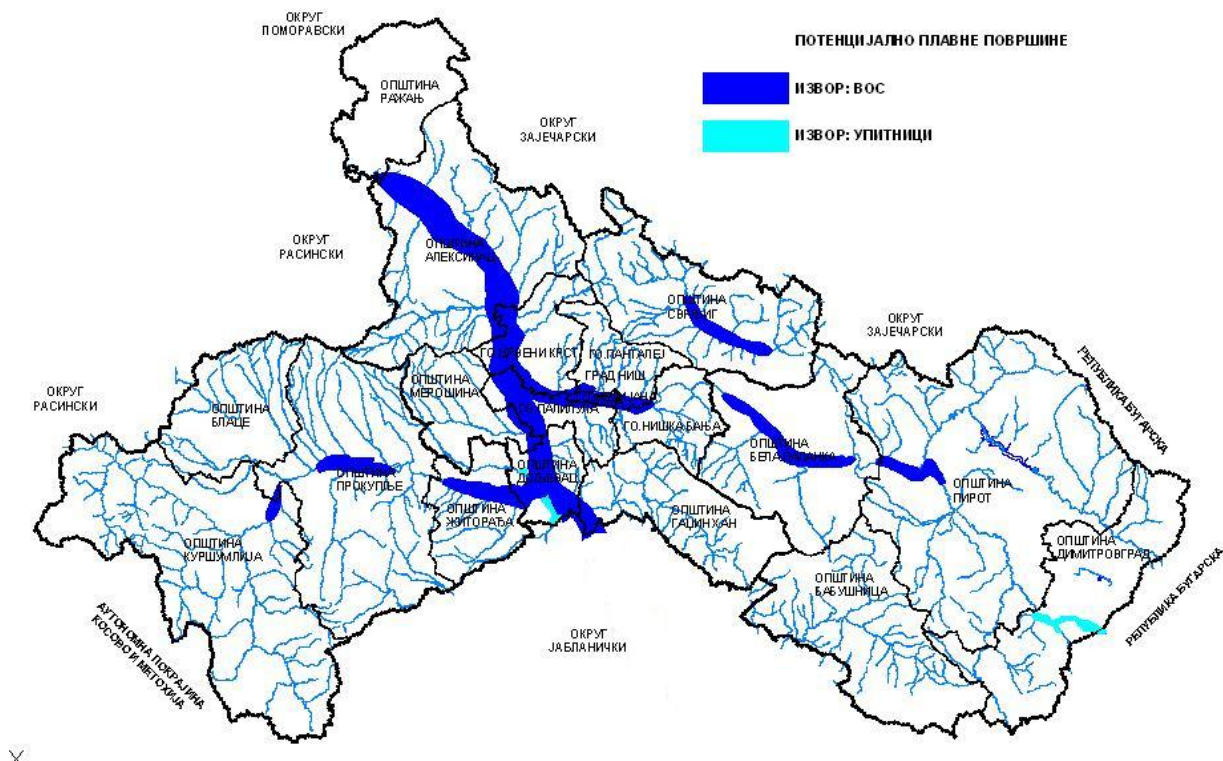 ОКРУГ
ПОМОРАВСКИ
ПОТЕНЦИЈАЛНО ПЛАВНЕ ПОВРШИНЕ
ИЗВОР: ВОС
ИЗВОР: УПИТНИЦИ
ОПШТИНА
РАЖАЊ
ОКРУГ
ЗАЈЕЧАРСКИ
ОКРУГ
РАСИНСКИ
ОПШТИНА
АЛЕКСИНАЦ
ОПШТИНА
СВРЉИГ
ОКРУГ
ЗАЈЕЧАРСКИ
РЕПУБЛИКА БУГАРСКА
ГО.ЦРВЕНИ КРСТ
ГО.ПАНТАЛЕЈ
ГРАД НИШ
ОПШТИНА
МЕРОШИНА
ГО.ПАЛИЛУЛА
ГО.НИШКА БАЊА
ОКРУГ
РАСИНСКИ
ОПШТИНА
БЛАЦЕ
ОПШТИНА
БЕЛА ПАЛАНКА
ОПШТИНА
ПРОКУПЉЕ
ОПШТИНА
ДОЉЕВАЦ
ОПШТИНА
ПИРОТ
ОПШТИНА
ЖИТОРАЂА
ОПШТИНА
ГАЏИН ХАН
ОПШТИНА
КУРШУМЛИЈА
ОПШТИНА
ДИМИТРОВГРАД
ОПШТИНА
БАБУШНИЦА
РЕПУБЛИКА БУГАРСКА
АУТОНОМНА ПОКРАЈИНА
КОСОВО И МЕТОХИЈА
ОКРУГ
ЈАБЛАНИЧКИ
X